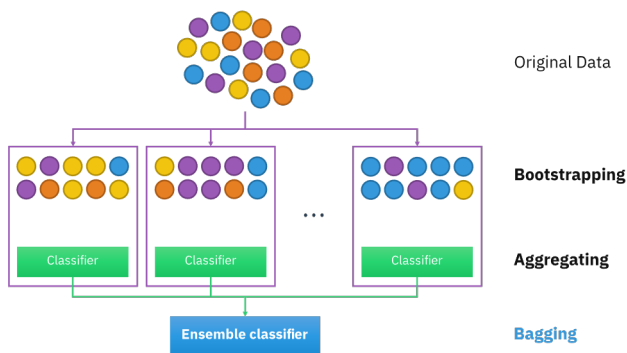 Original Data
Bootstrapping
...
Classifier
Classifier
Classifier
Aggregating
Ensemble classifier
Bagging